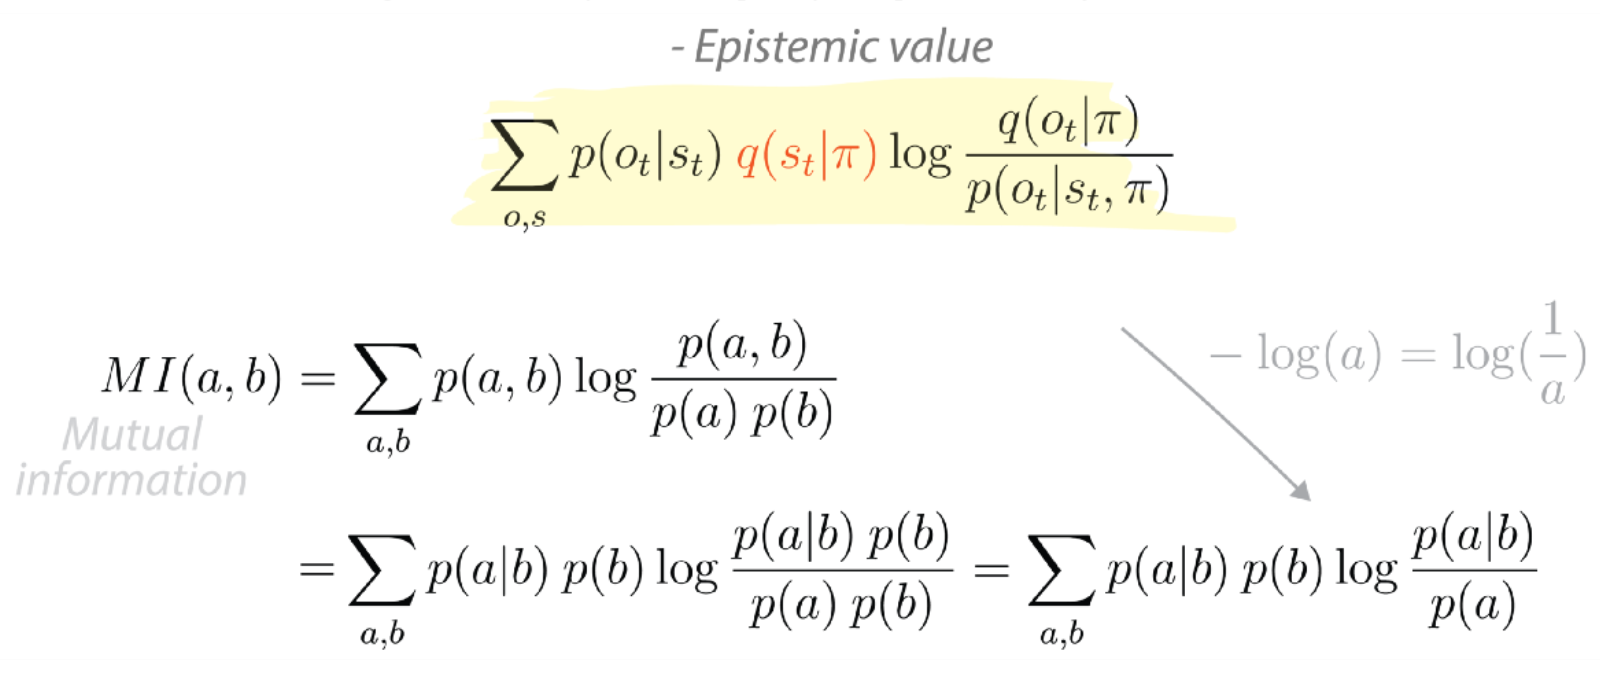 - Epistemic value
∑_{o,s} p(o_t|s_t) q(s_t|π) log q(o_t|π) / p(o_t|s_t, π)
− log(a) = log(1/a)
MI(a, b) = ∑_{a,b} p(a, b) log p(a, b) / p(a) p(b)
Mutual
information
= ∑_{a,b} p(a|b) p(b) log p(a|b) p(b) / p(a) p(b) = ∑_{a,b} p(a|b) p(b) log p(a|b) / p(a)